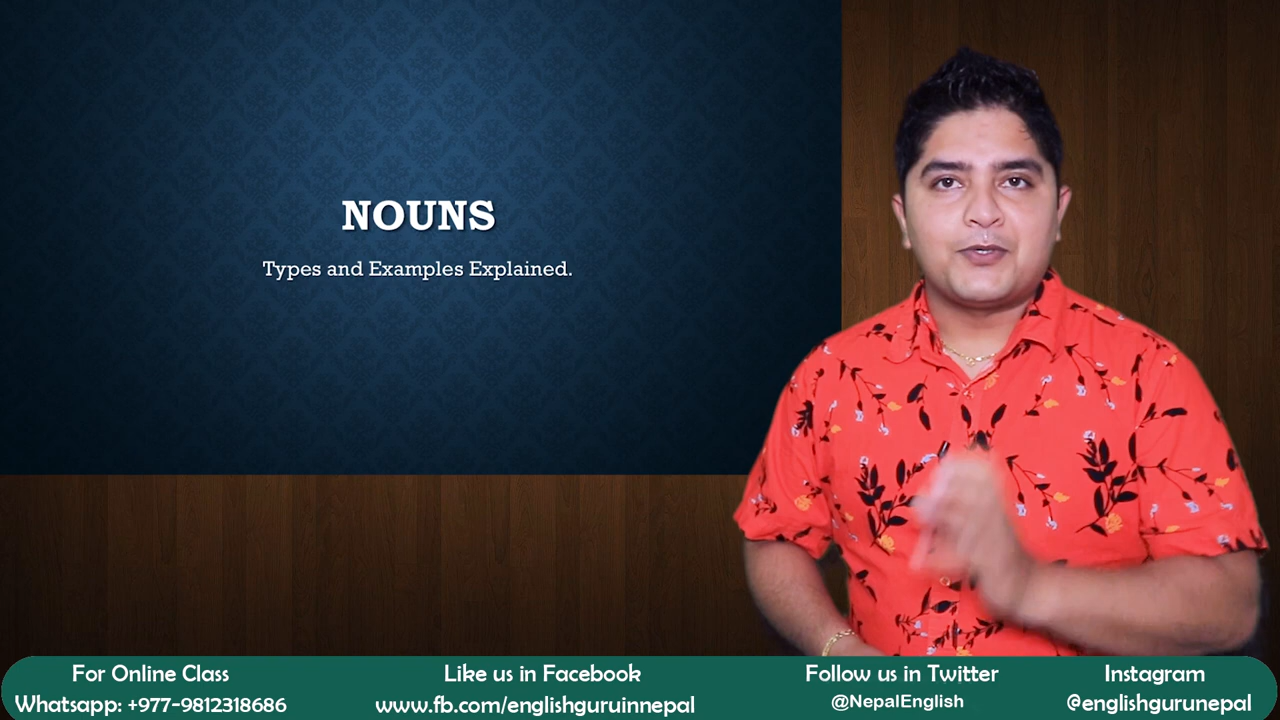 NOUNS
Types and Examples Explained.
For Online Class
Whatsapp: +977-9812318686
Like us in Facebook
www.fb.com/englishguruinnepal
Follow us in Twitter
@NepalEnglish
Instagram
@englishgurunepal